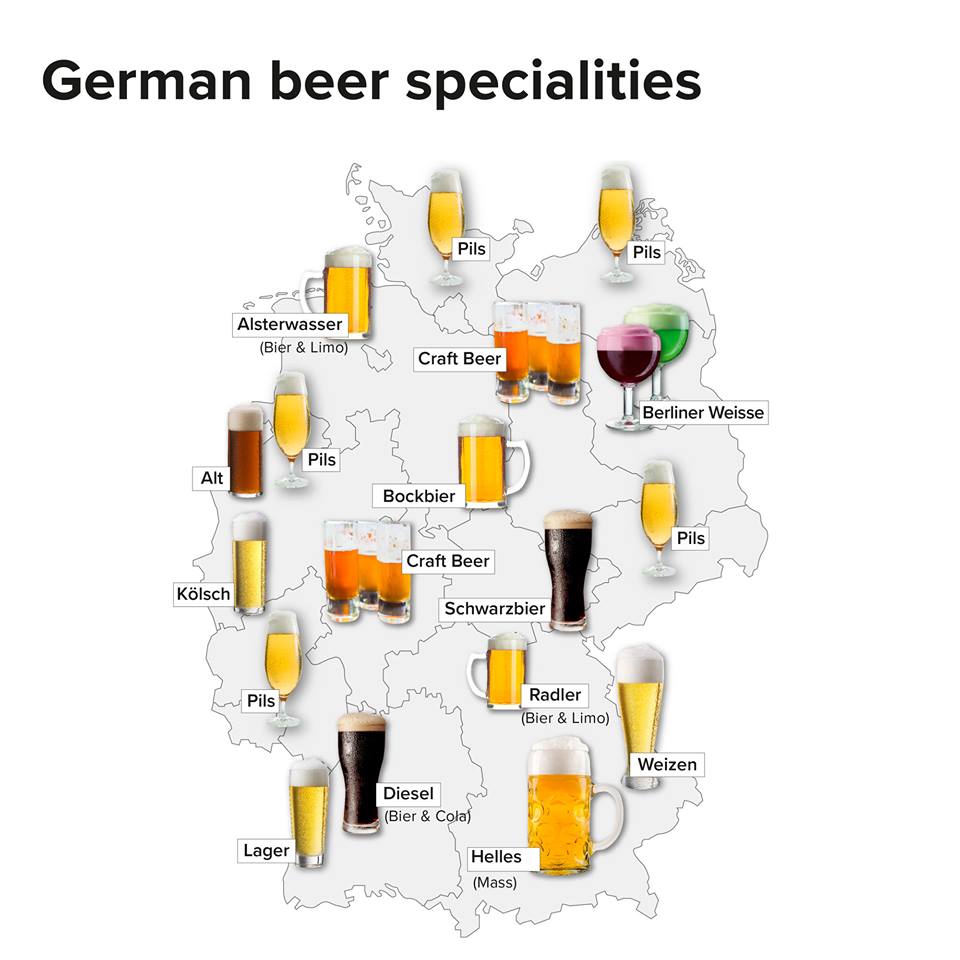 German beer specialities
Pils
Pils
Alsterwasser
(Bier & Limo)
Craft Beer
Berliner Weisse
Pils
Alt
Bockbier
Pils
Craft Beer
Kölsch
Schwarzbier
Pils
Radler
(Bier & Limo)
Weizen
Diesel
(Bier & Cola)
Lager
Helles
(Mass)